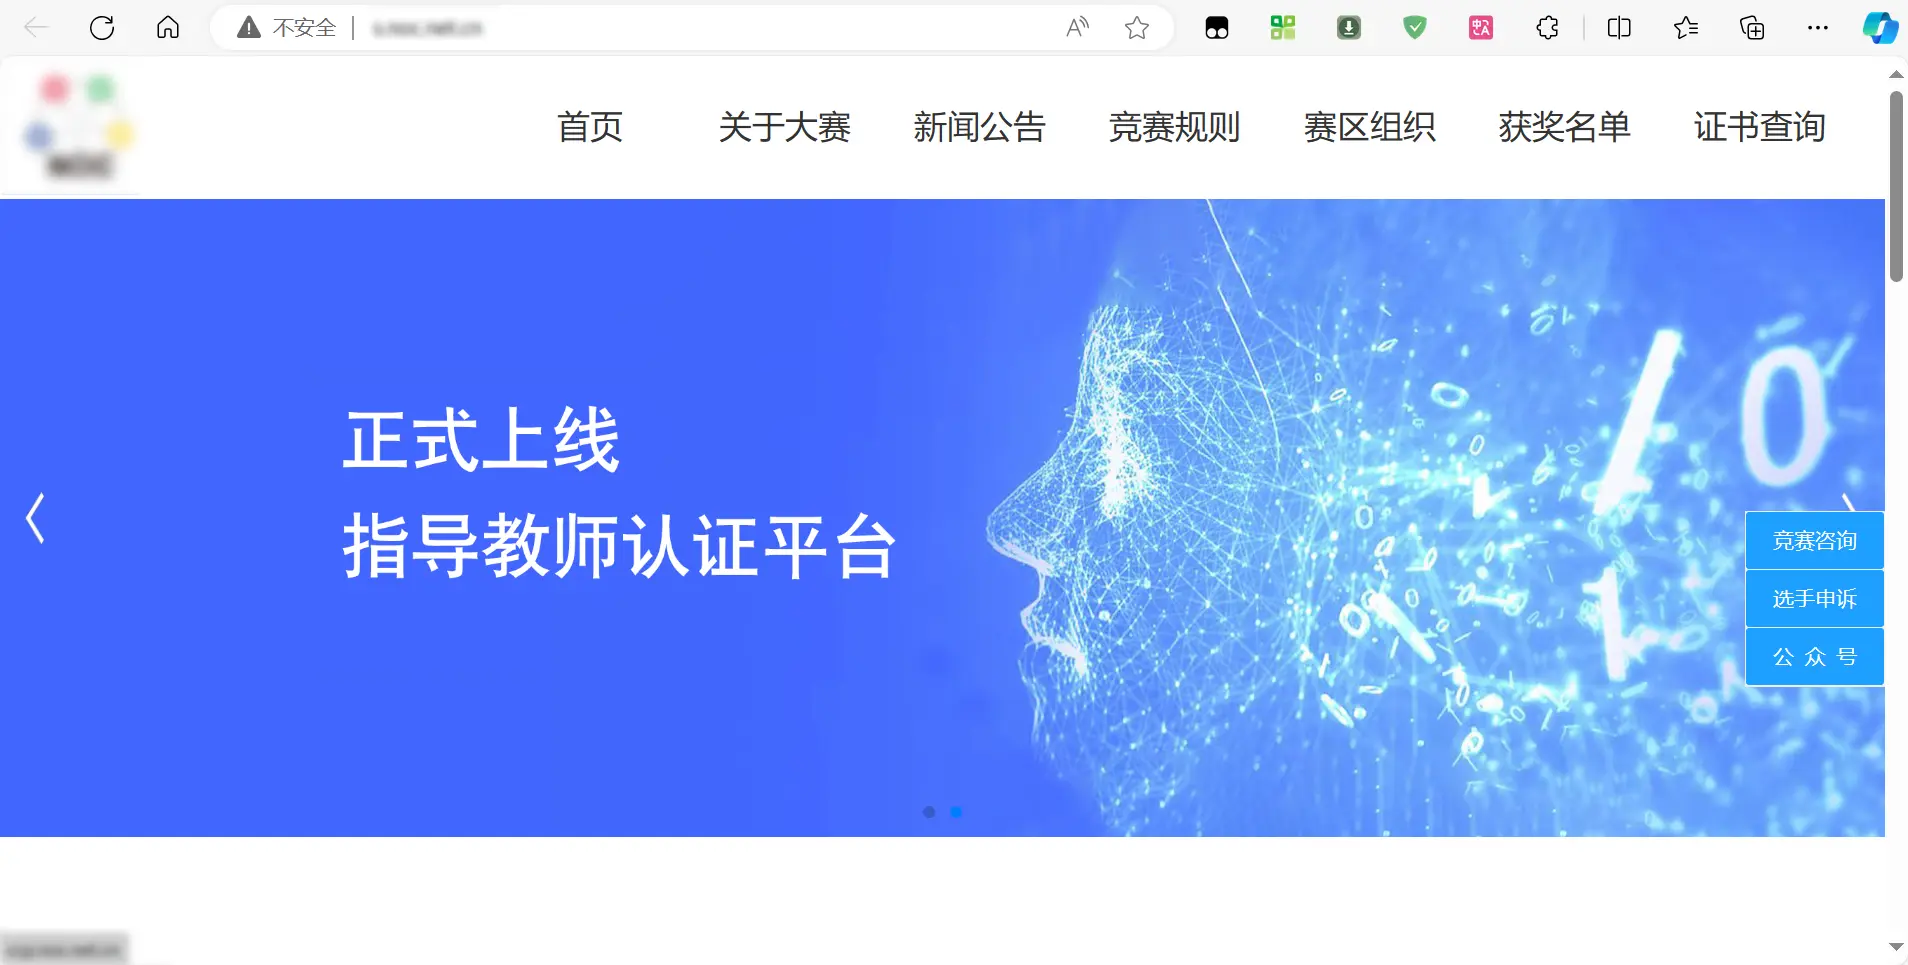 不安全
首页 关于大赛 新闻公告 竞赛规则 赛区组织 获奖名单 证书查询
正式上线
指导教师认证平台
竞赛咨询
选手申诉
公 众 号